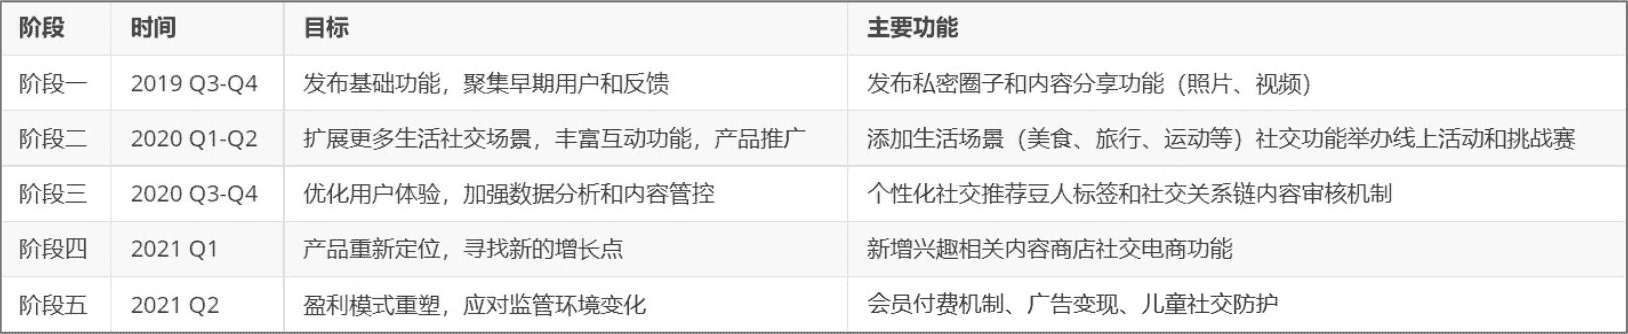 阶段 时间 目标 主要功能
阶段一 2019 Q3-Q4 发布基础功能，聚集早期用户和反馈 发布私密圈子和内容分享功能（照片、视频）
阶段二 2020 Q1-Q2 扩展更多生活社交场景，丰富互动功能，产品推广 添加生活场景（美食、旅行、运动等）社交功能举办线上活动和挑战赛
阶段三 2020 Q3-Q4 优化用户体验，加强数据分析和内容管控 个性化社交推荐豆人标签和社交关系链内容审核机制
阶段四 2021 Q1 产品重新定位，寻找新的增长点 新增兴趣相关内容商店社交电商功能
阶段五 2021 Q2 盈利模式重塑，应对监管环境变化 会员付费机制、广告变现、儿童社交防护